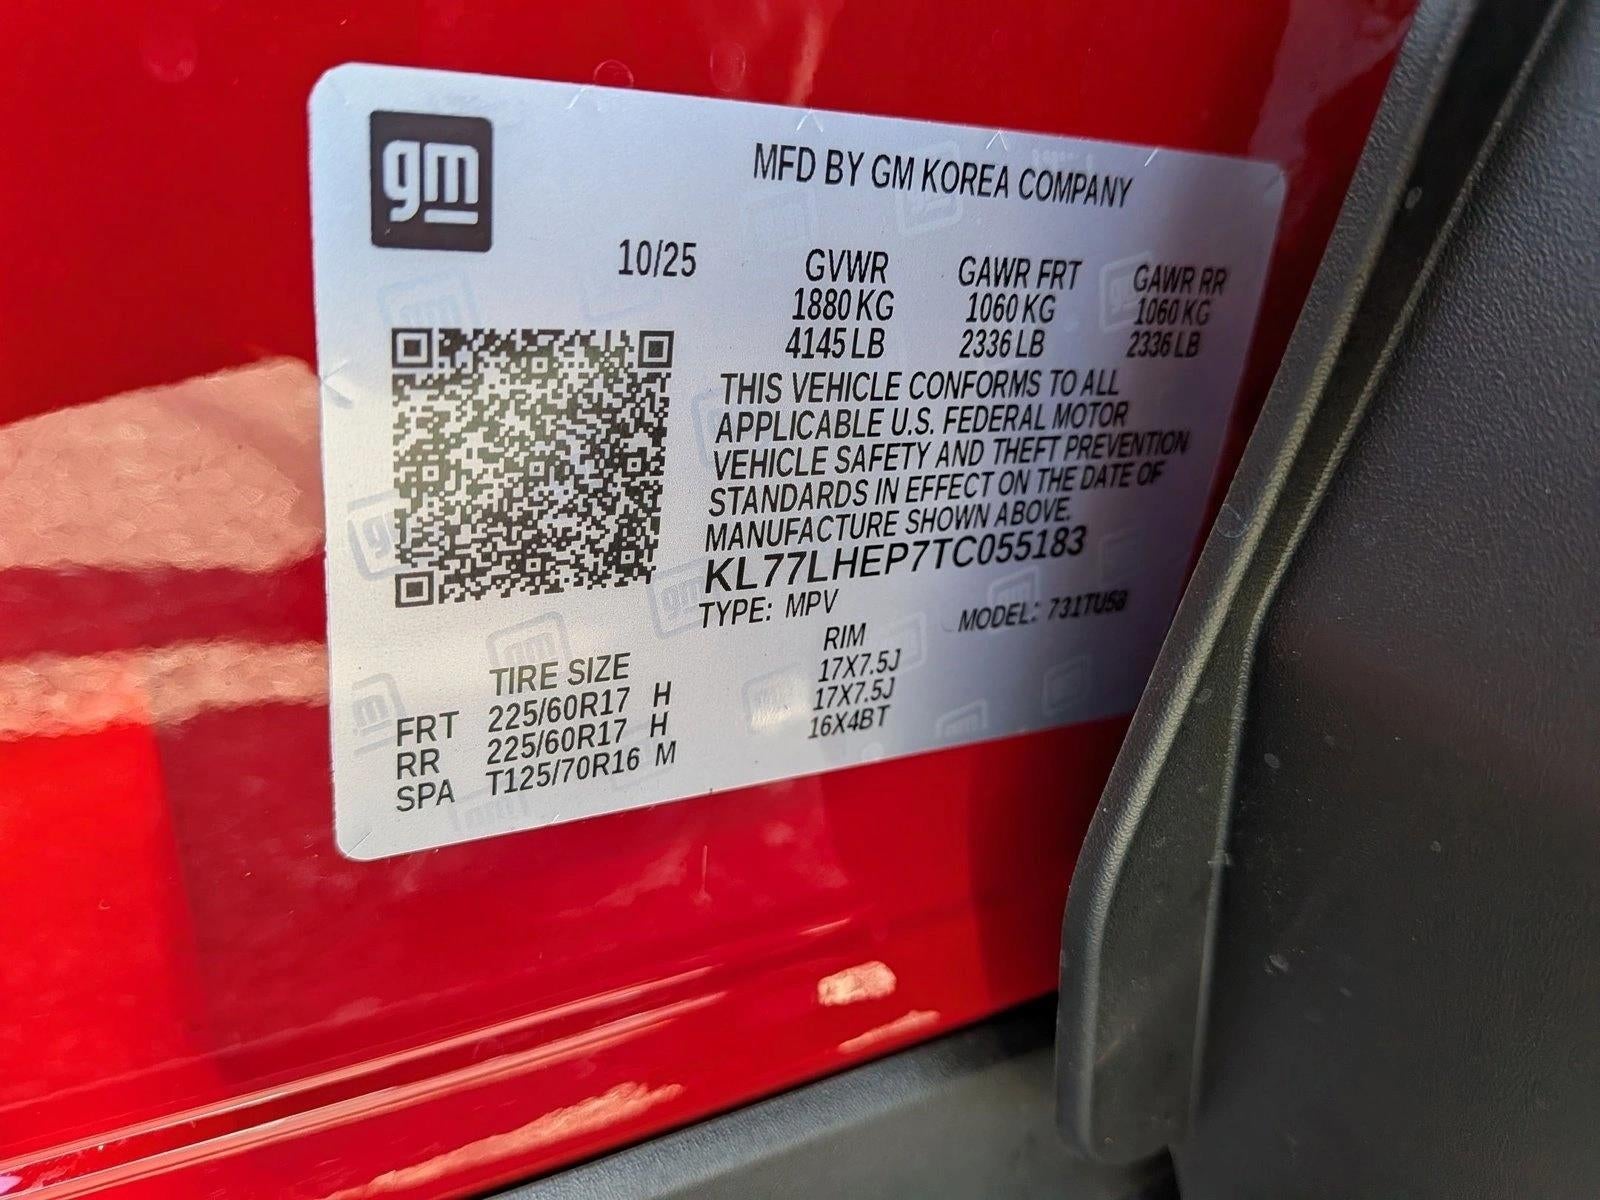 gm
MFD BY GM KOREA COMPANY
10/25 GVWR GAWR FRT GAWR RR
1880 KG 1060 KG 1060 KG
4145 LB 2336 LB 2336 LB
THIS VEHICLE CONFORMS TO ALL
APPLICABLE U.S. FEDERAL MOTOR
VEHICLE SAFETY AND THEFT PREVENTION
STANDARDS IN EFFECT ON THE DATE OF
MANUFACTURE SHOWN ABOVE.
KL77LHEP7TC055183
TYPE: MPV MODEL: 731TU58
TIRE SIZE RIM
FRT 225/60R17 H 17X7.5J
RR 225/60R17 H 17X7.5J
SPA T125/70R16 M 16X4BT